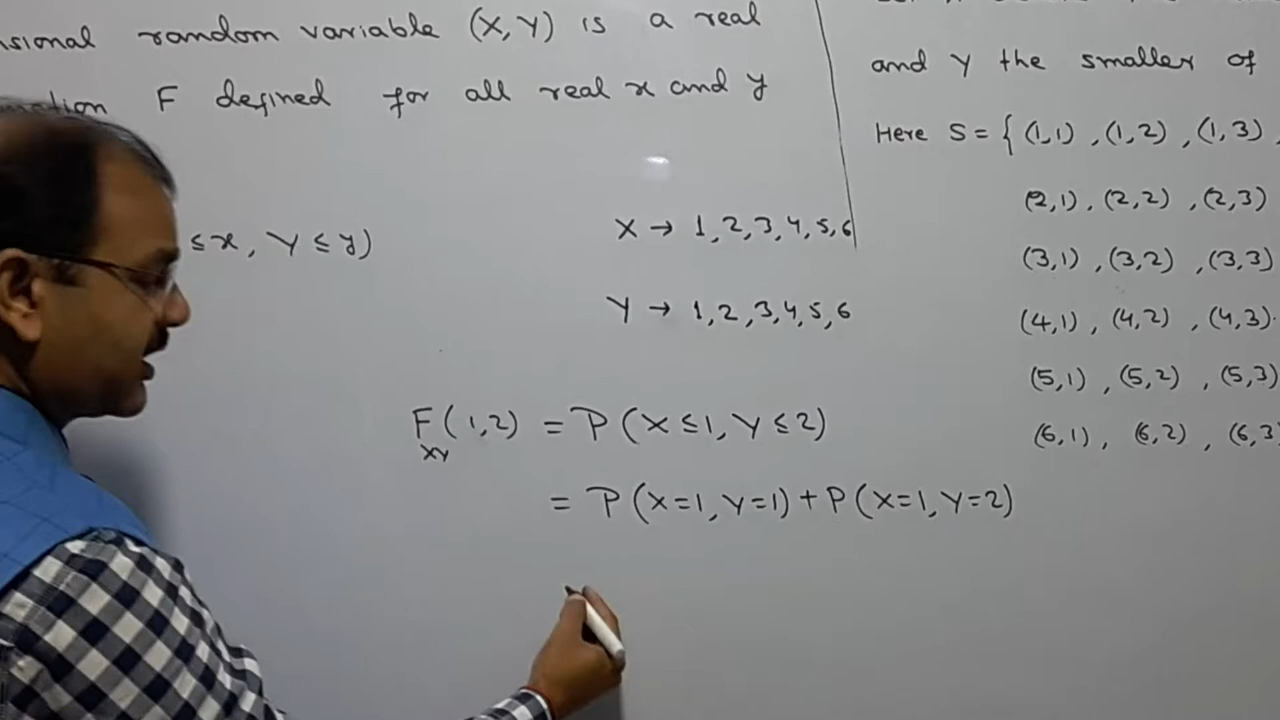 random variable (X, Y) is a real
F defined for all real x and y
≤ x, Y ≤ y)
X → 1, 2, 3, 4, 5, 6
Y → 1, 2, 3, 4, 5, 6
F_XY (1, 2) = P(X ≤ 1, Y ≤ 2)
= P(X=1, Y=1) + P(X=1, Y=2)
and Y the smaller of
Here S = { (1,1), (1,2), (1,3),
(2,1), (2,2), (2,3)
(3,1), (3,2), (3,3)
(4,1), (4,2), (4,3).
(5,1), (5,2), (5,3)
(6,1), (6,2), (6,3